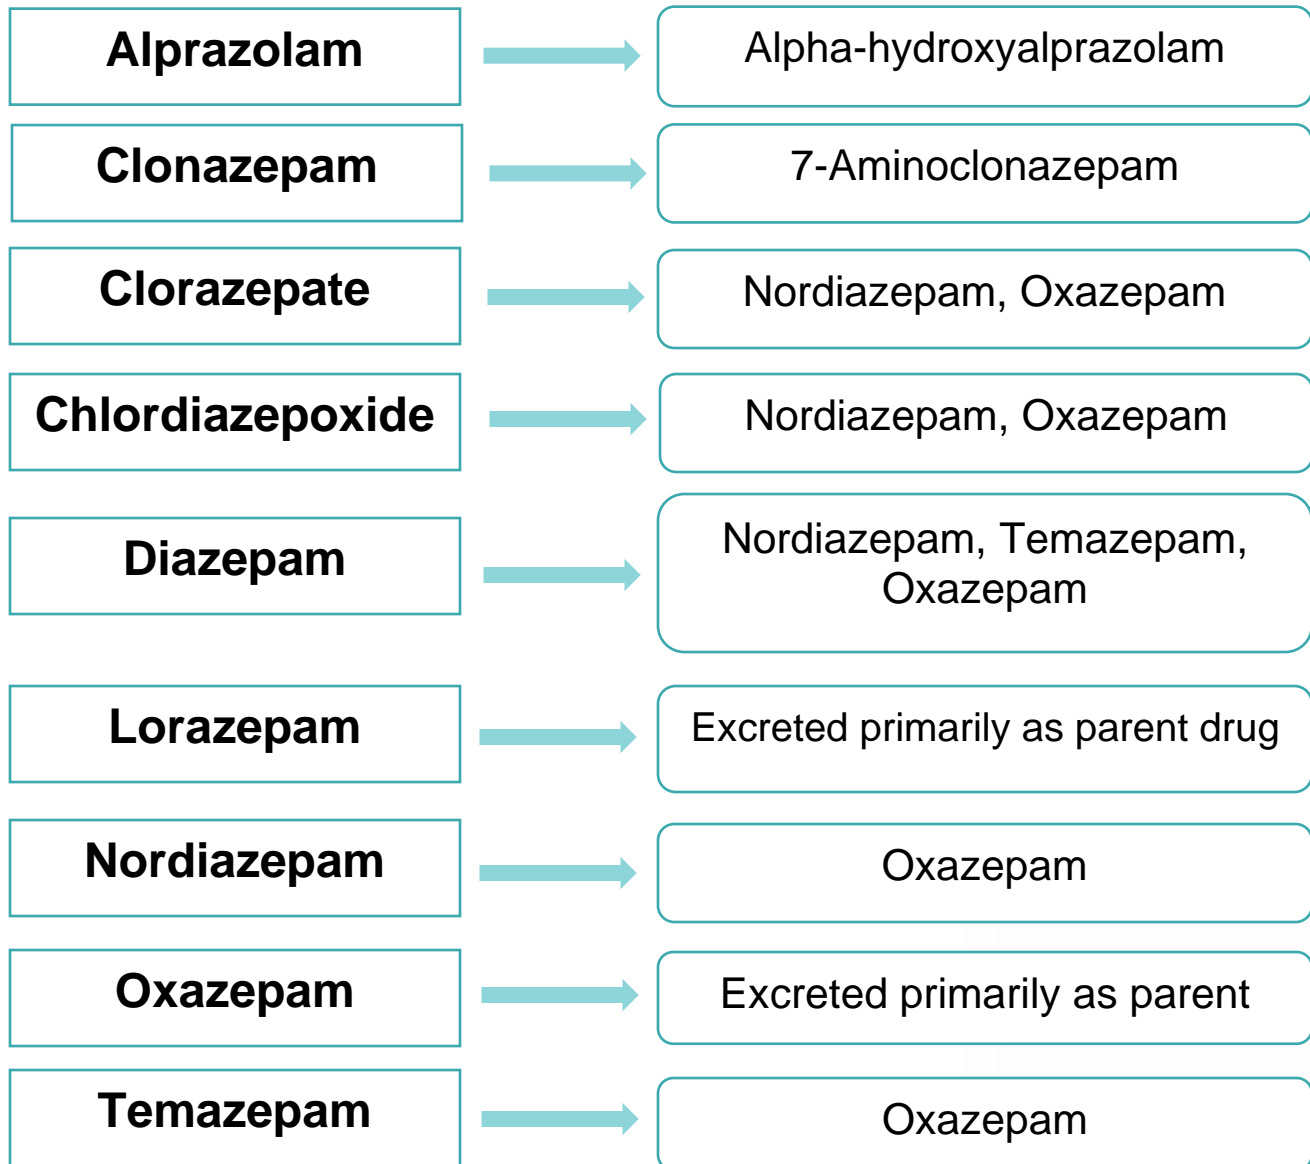 Alprazolam
Alpha-hydroxyalprazolam
Clonazepam
7-Aminoclonazepam
Clorazepate
Nordiazepam, Oxazepam
Chlordiazepoxide
Nordiazepam, Oxazepam
Diazepam
Nordiazepam, Temazepam,
Oxazepam
Lorazepam
Excreted primarily as parent drug
Nordiazepam
Oxazepam
Oxazepam
Excreted primarily as parent
Temazepam
Oxazepam